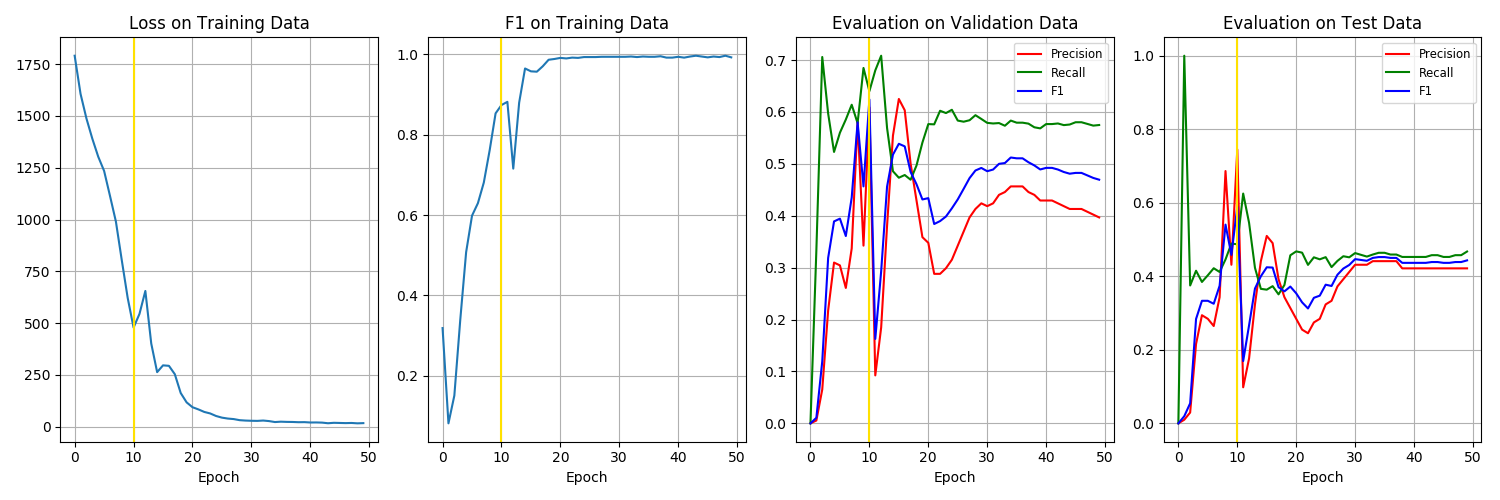 Loss on Training Data
1750
1500
1250
1000
750
500
250
0
0 10 20 30 40 50
Epoch
F1 on Training Data
1.0
0.8
0.6
0.4
0.2
0 10 20 30 40 50
Epoch
Evaluation on Validation Data
Precision
Recall
F1
0.7
0.6
0.5
0.4
0.3
0.2
0.1
0.0
0 10 20 30 40 50
Epoch
Evaluation on Test Data
Precision
Recall
F1
1.0
0.8
0.6
0.4
0.2
0.0
0 10 20 30 40 50
Epoch